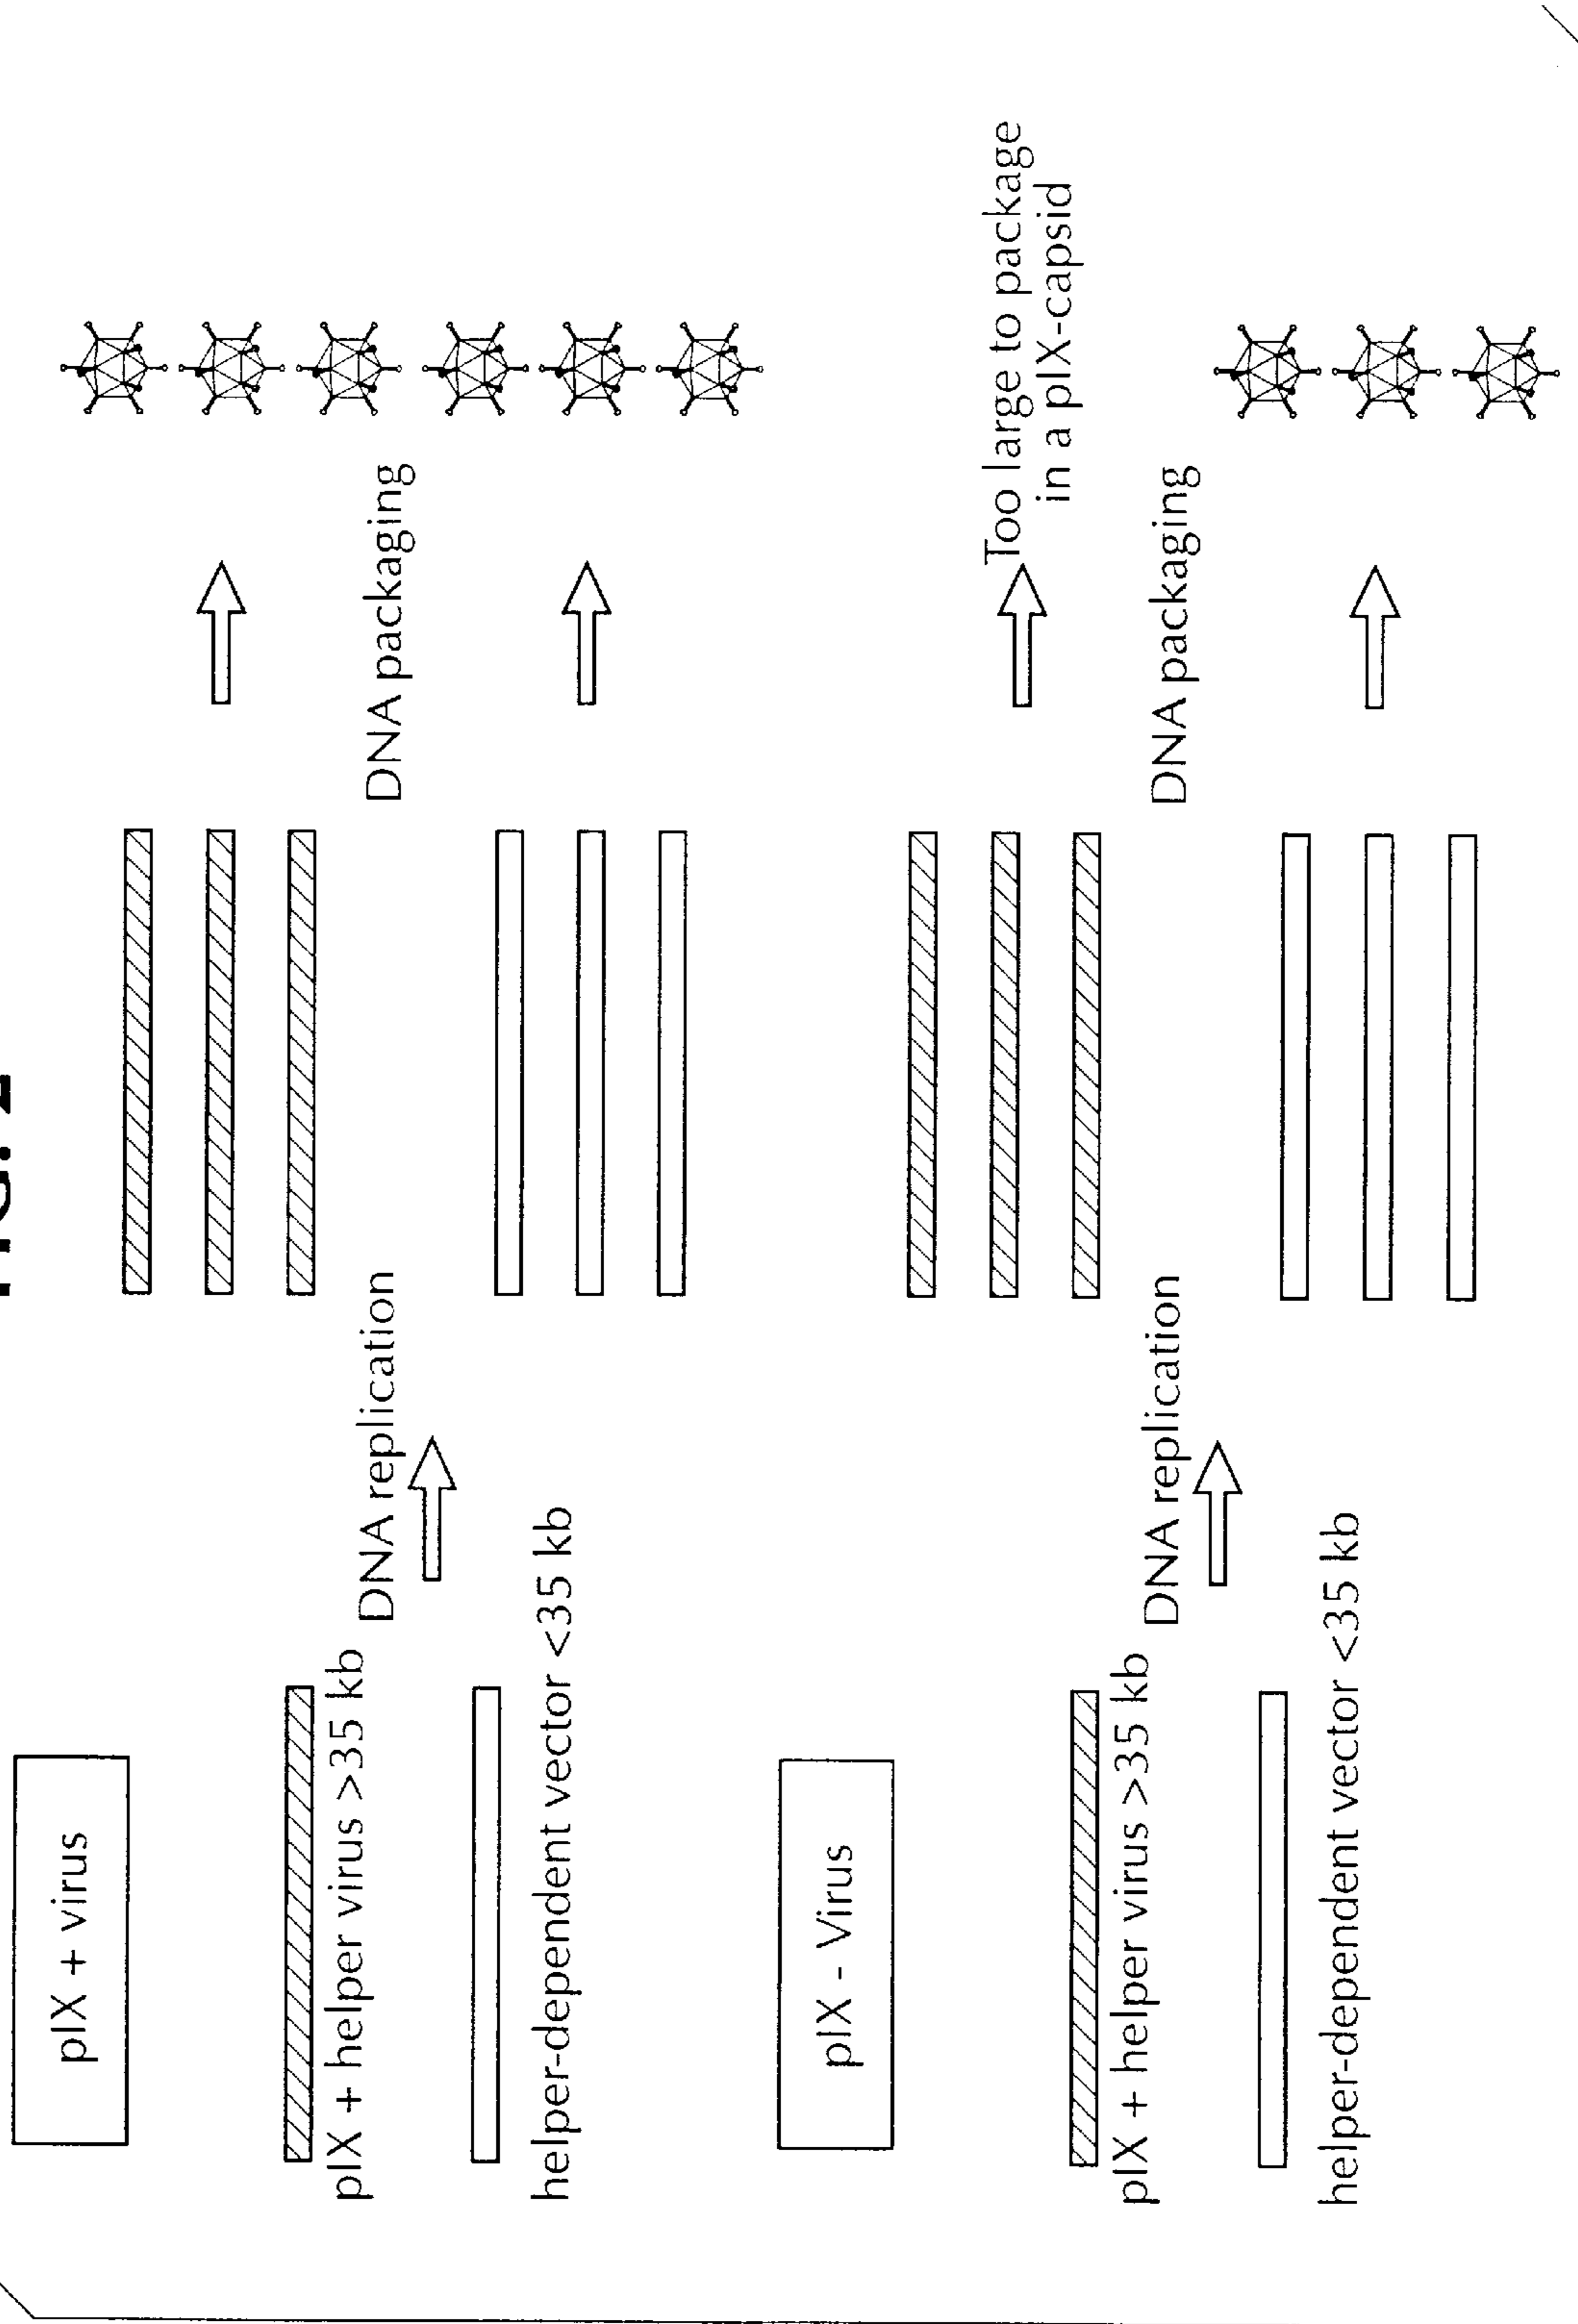 FIG. 2
pIX + virus
pIX + helper virus >35 kb
DNA replication
helper-dependent vector <35 kb
DNA packaging
pIX - Virus
pIX + helper virus >35 kb
DNA replication
helper-dependent vector <35 kb
Too large to package
in a pIX-capsid
DNA packaging